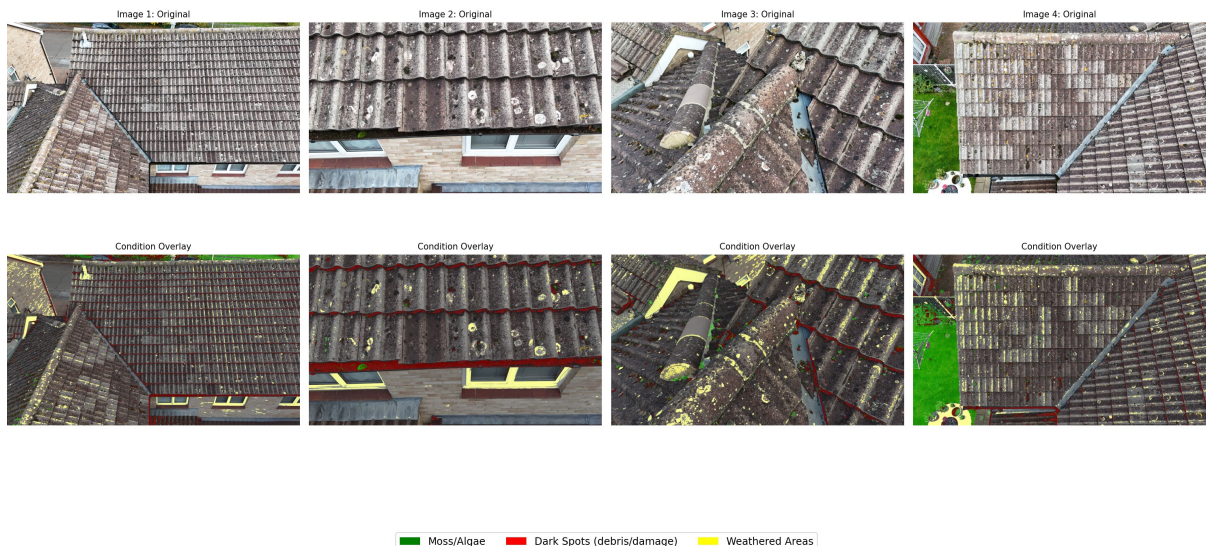 Image 1: Original
Image 2: Original
Image 3: Original
Image 4: Original
Condition Overlay
Condition Overlay
Condition Overlay
Condition Overlay
Moss/Algae
Dark Spots (debris/damage)
Weathered Areas